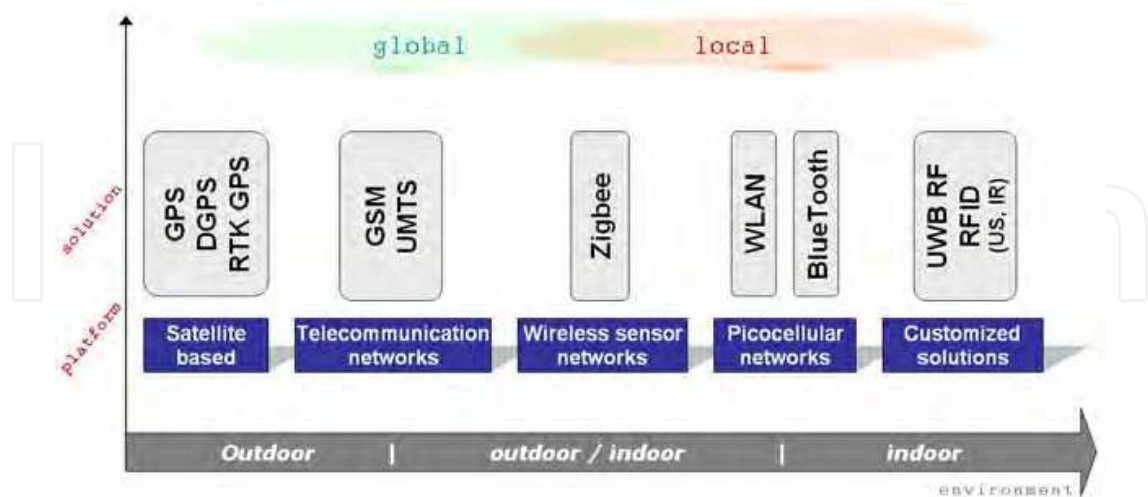 global
local
solution
GPS
DGPS
RTK GPS
GSM
UMTS
Zigbee
WLAN
BlueTooth
UWB RF
RFID
(US, IR)
platform
Satellite
based
Telecommunication
networks
Wireless sensor
networks
Picocellular
networks
Customized
solutions
Outdoor | outdoor / indoor | indoor
environment